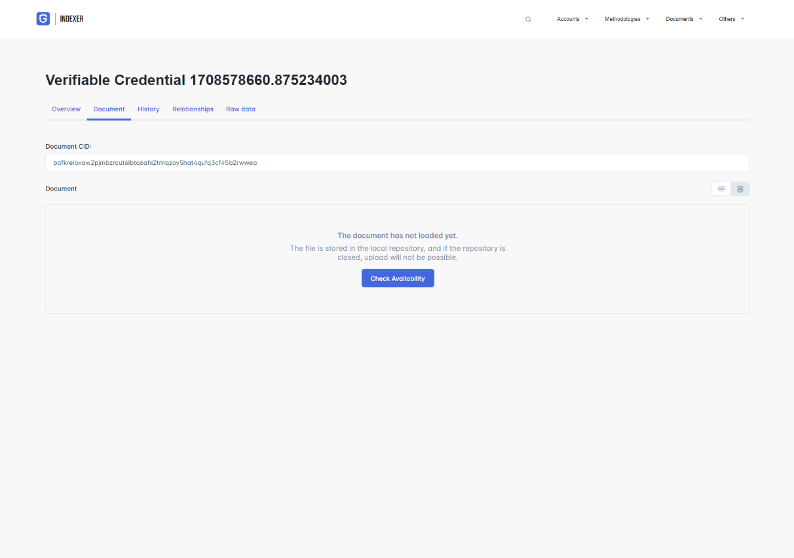 G INDEXER
Accounts Methodologies Documents Others
Verifiable Credential 1708578660.875234003
Overview Document History Relationships Raw data
Document CID:
Document
The document has not loaded yet.
The file is stored in the local repository, and if the repository is
closed, upload will not be possible.
Check Availability